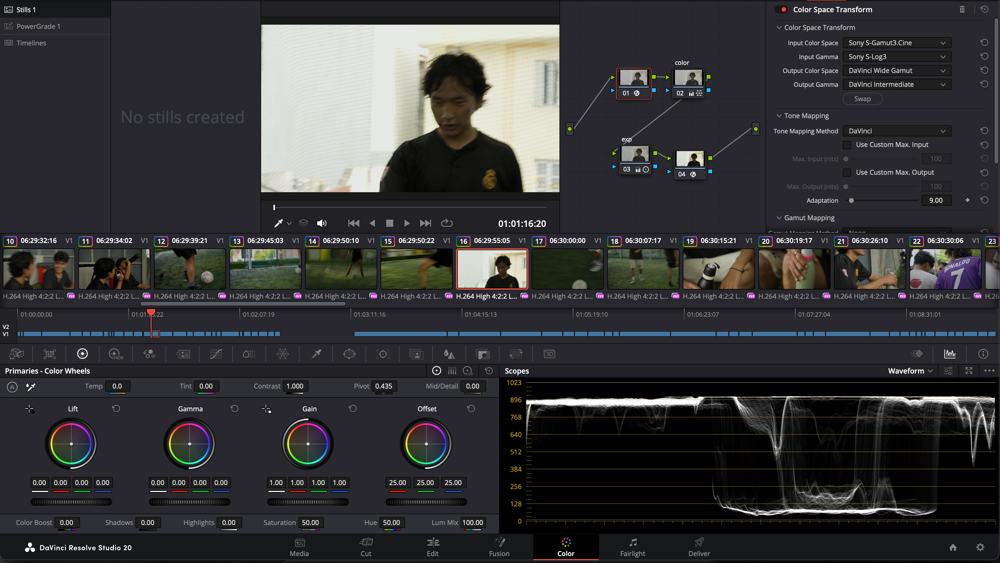 Stills 1
PowerGrade 1
Timelines
No stills created
01:01:16:20
color
01
02
exp
03
04
Color Space Transform
Color Space Transform
Input Color Space Sony S-Gamut3.Cine
Input Gamma Sony S-Log3
Output Color Space DaVinci Wide Gamut
Output Gamma DaVinci Intermediate
Swap
Tone Mapping
Tone Mapping Method DaVinci
Use Custom Max. Input
Max. Input (nits) 100
Use Custom Max. Output
Max. Output (nits) 100
Adaptation 9.00
Gamut Mapping
Gamut Mapping Method None
10 06:29:32:16 V1 11 06:29:34:02 V1 12 06:29:39:21 V1 13 06:29:45:03 V1 14 06:29:50:10 V1 15 06:29:50:22 V1 16 06:29:55:05 V1 17 06:30:00:00 V1 18 06:30:07:17 V1 19 06:30:15:21 V1 20 06:30:19:17 V1 21 06:30:26:10 V1 22 06:30:30:06 V1 23
RONALDO
7
H.264 High 4:2:2 L... PXY H.264 High 4:2:2 L... PXY H.264 High 4:2:2 L... PXY H.264 High 4:2:2 L... PXY H.264 High 4:2:2 L... PXY H.264 High 4:2:2 L... PXY H.264 High 4:2:2 L... PXY H.264 High 4:2:2 L... PXY H.264 High 4:2:2 L... PXY H.264 High 4:2:2 L... PXY H.264 High 4:2:2 L... PXY H.264 High 4:2:2 L... PXY H.264 High 4:2:2 L... PXY H.26
01:00:00:00 01:01: :22 01:02:07:19 01:03:11:16 01:04:15:13 01:05:19:10 01:06:23:07 01:07:27:04 01:08:31:01
V2
V1
HDR 3D
Primaries - Color Wheels LOG
A Temp 0.0 Tint 0.00 Contrast 1.000 Pivot 0.435 Mid/Detail 0.00
Lift Gamma Gain Offset
0.00 0.00 0.00 0.00 0.00 0.00 0.00 0.00 1.00 1.00 1.00 1.00 25.00 25.00 25.00
Color Boost 0.00 Shadows 0.00 Highlights 0.00 Saturation 50.00 Hue 50.00 Lum Mix 100.00
Scopes Waveform
1023
896
768
640
512
384
256
128
0
DaVinci Resolve Studio 20
Media Cut Edit Fusion Color Fairlight Deliver